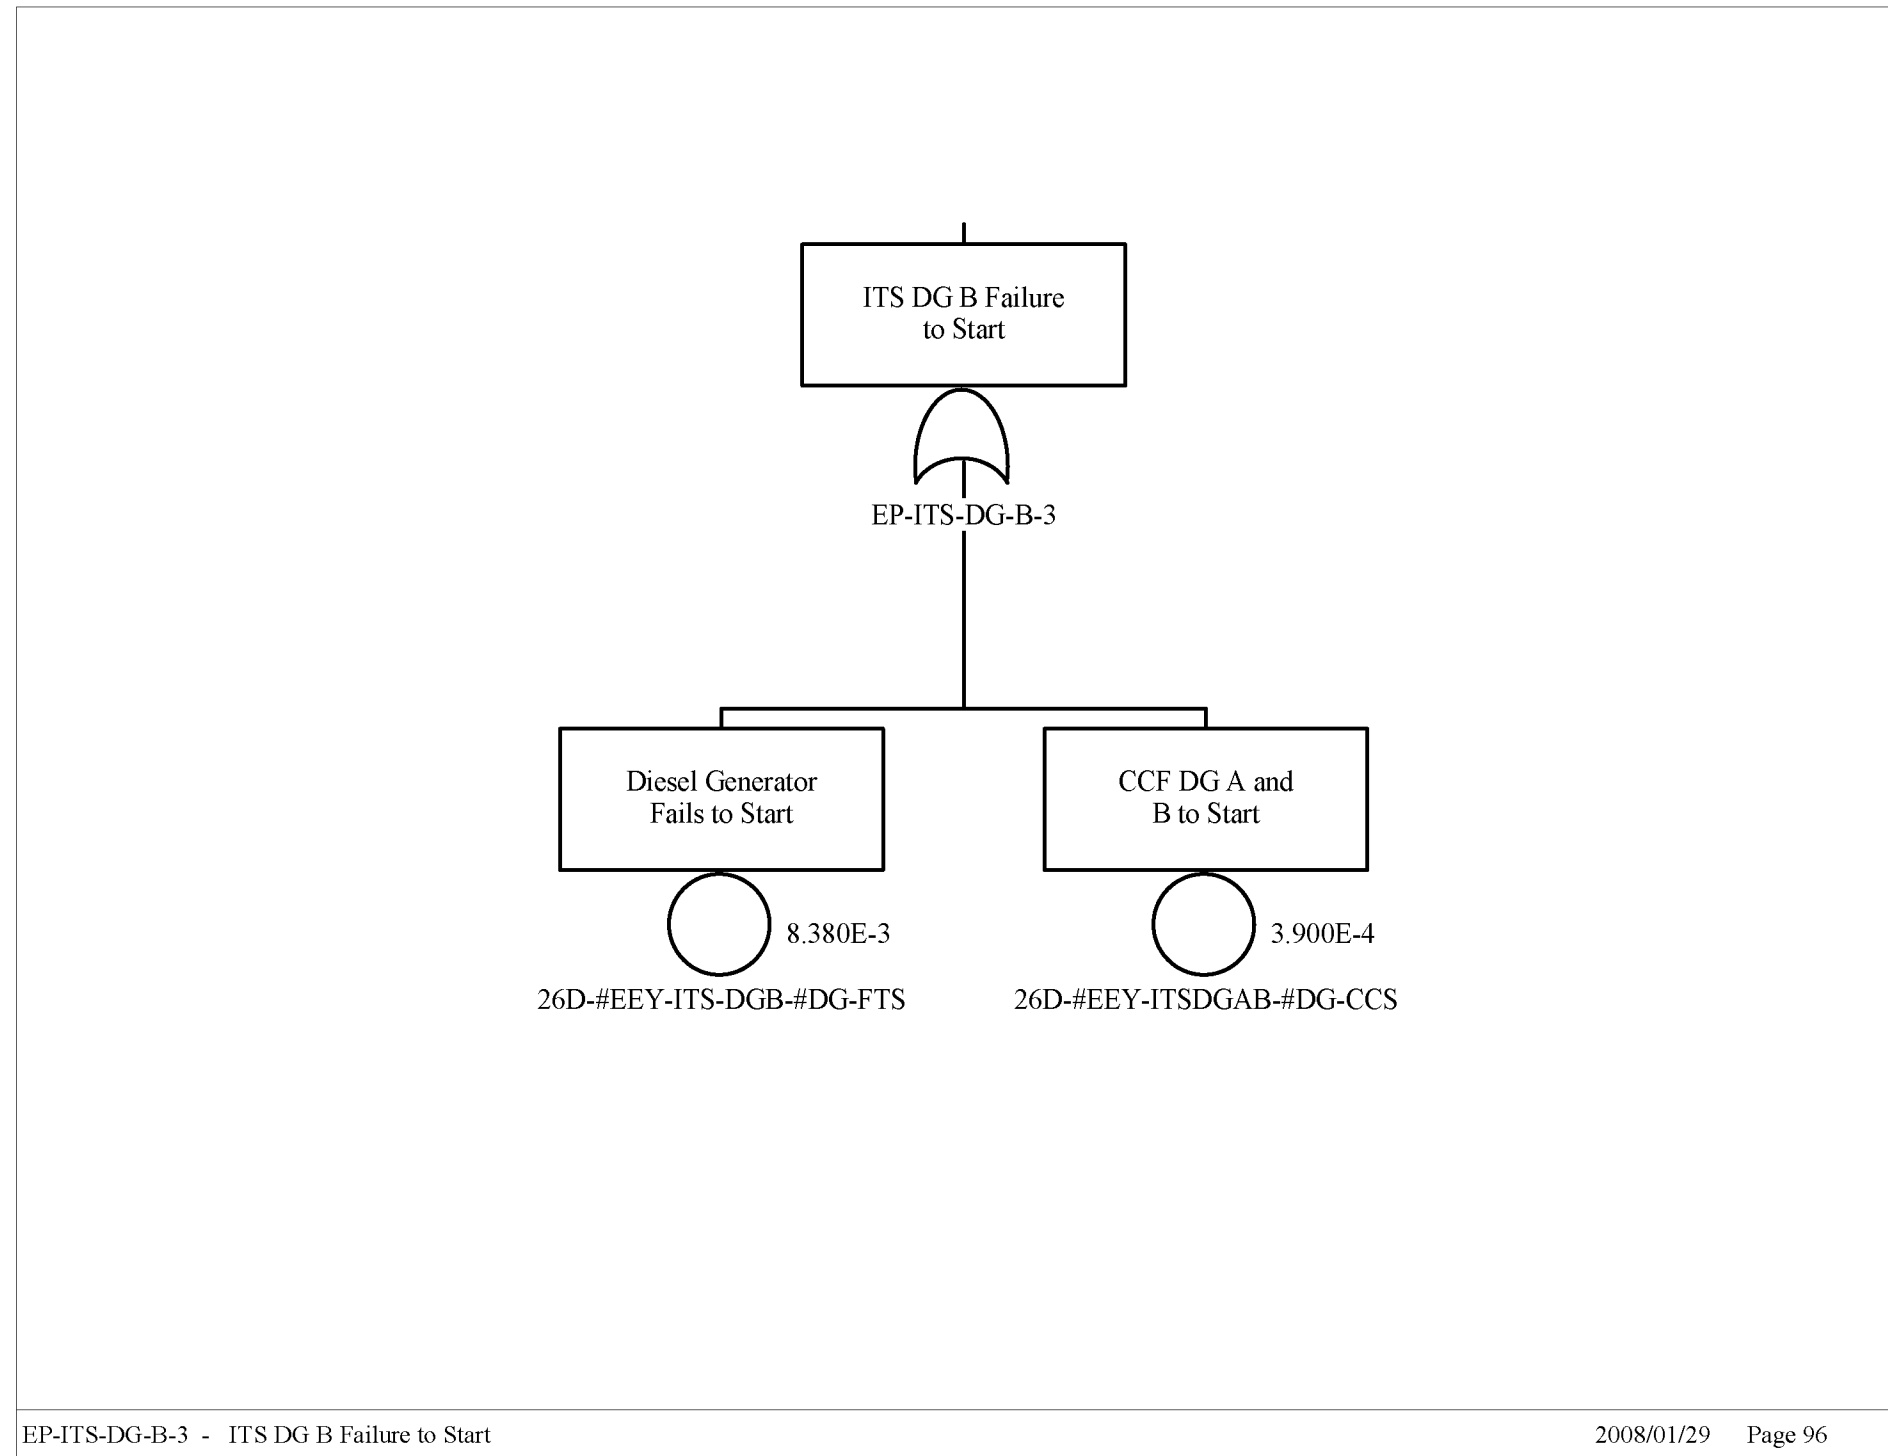 ITS DG B Failure
to Start
EP-ITS-DG-B-3
Diesel Generator
Fails to Start
CCF DG A and
B to Start
8.380E-3
3.900E-4
26D-#EEY-ITS-DGB-#DG-FTS
26D-#EEY-ITSDGAB-#DG-CCS
EP-ITS-DG-B-3 - ITS DG B Failure to Start
2008/01/29 Page 96